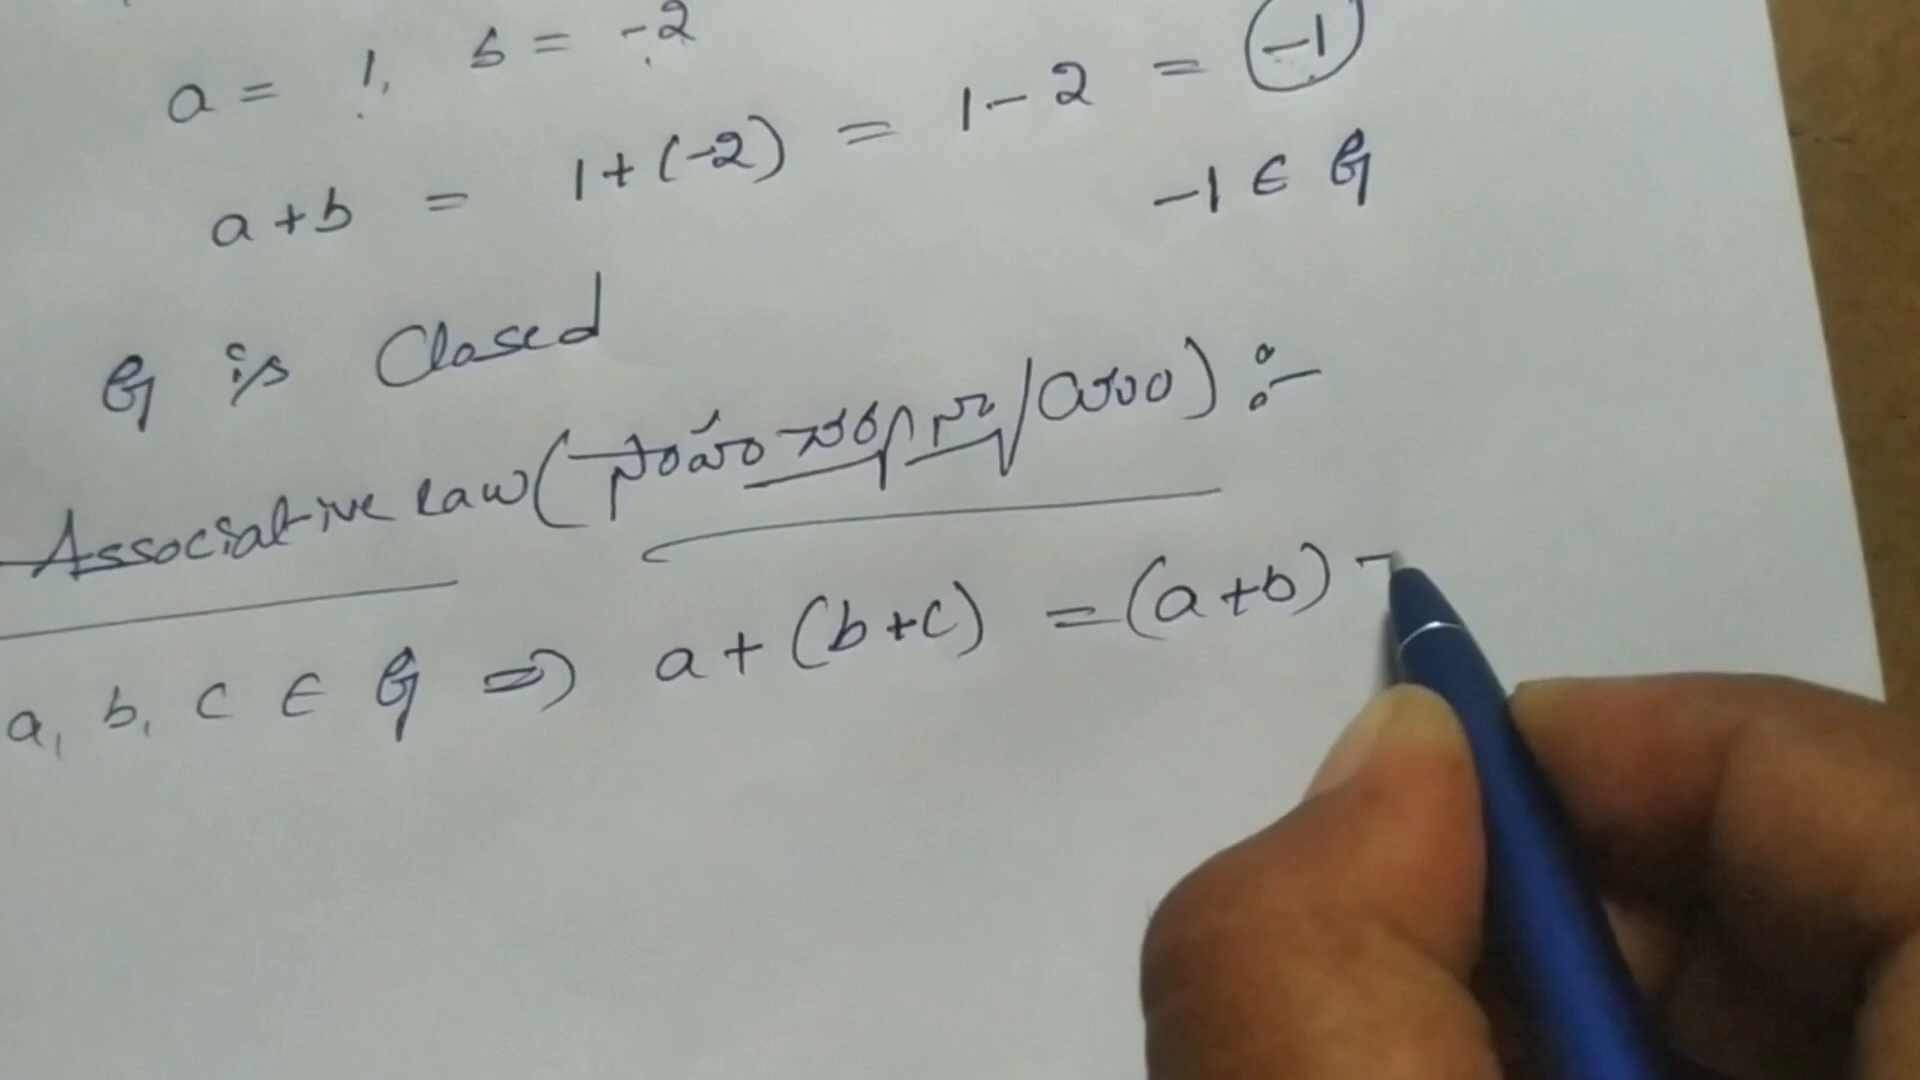 a = 1, b = -2
a+b = 1+(-2) = 1-2 = -1
-1 ∈ G
G is Closed
Associative Law ( / ) :-
a, b, c ∈ G ⇒ a+(b+c) = (a+b)